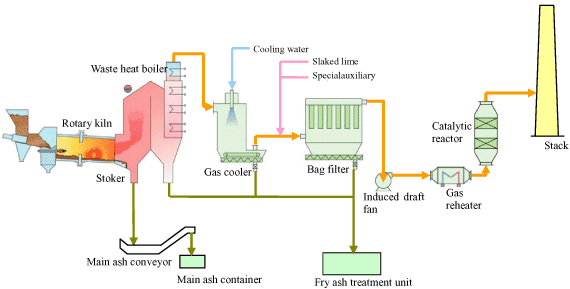 Cooling water
Slaked lime
Specialauxiliary
Waste heat boiler
Rotary kiln
Stoker
Gas cooler
Bag filter
Induced draft
fan
Gas
reheater
Catalytic
reactor
Stack
Main ash conveyor
Main ash container
Fry ash treatment unit